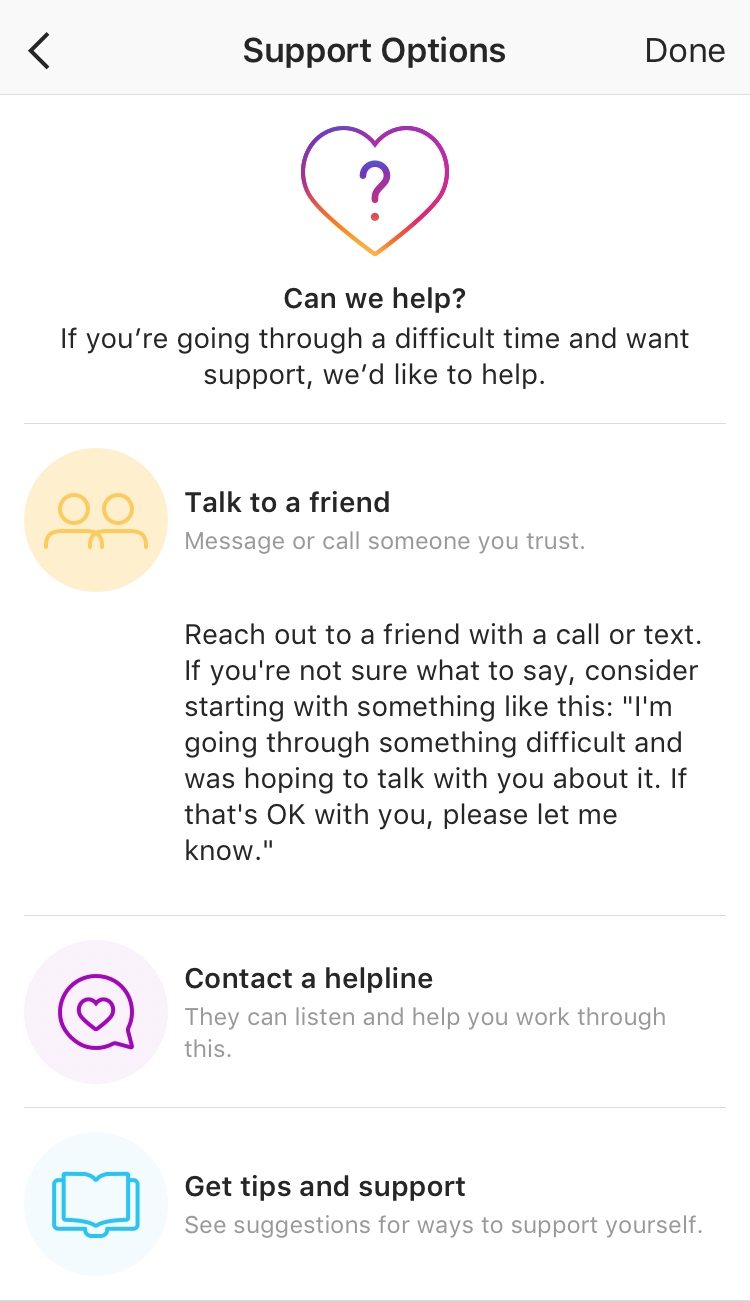 Support Options
Done
?
Can we help?
If you’re going through a difficult time and want
support, we’d like to help.
Talk to a friend
Message or call someone you trust.
Reach out to a friend with a call or text.
If you're not sure what to say, consider
starting with something like this: "I'm
going through something difficult and
was hoping to talk with you about it. If
that's OK with you, please let me
know."
Contact a helpline
They can listen and help you work through
this.
Get tips and support
See suggestions for ways to support yourself.